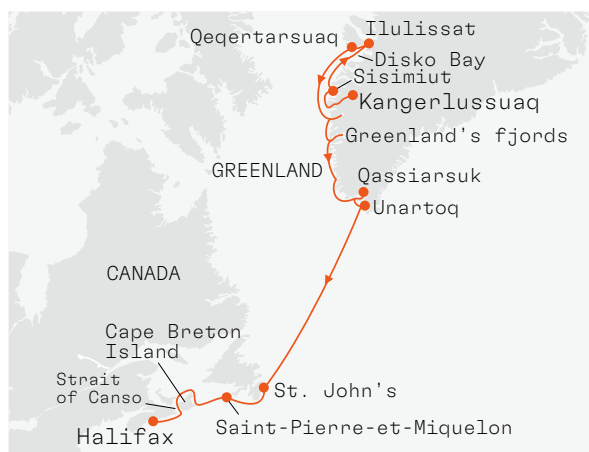 Ilulissat
Qeqertarsuaq
Disko Bay
Sisimiut
Kangerlussuaq
Greenland's fjords
GREENLAND
Qassiarsuk
Unartoq
CANADA
Cape Breton
Island
Strait
of Canso
St. John's
Saint-Pierre-et-Miquelon
Halifax